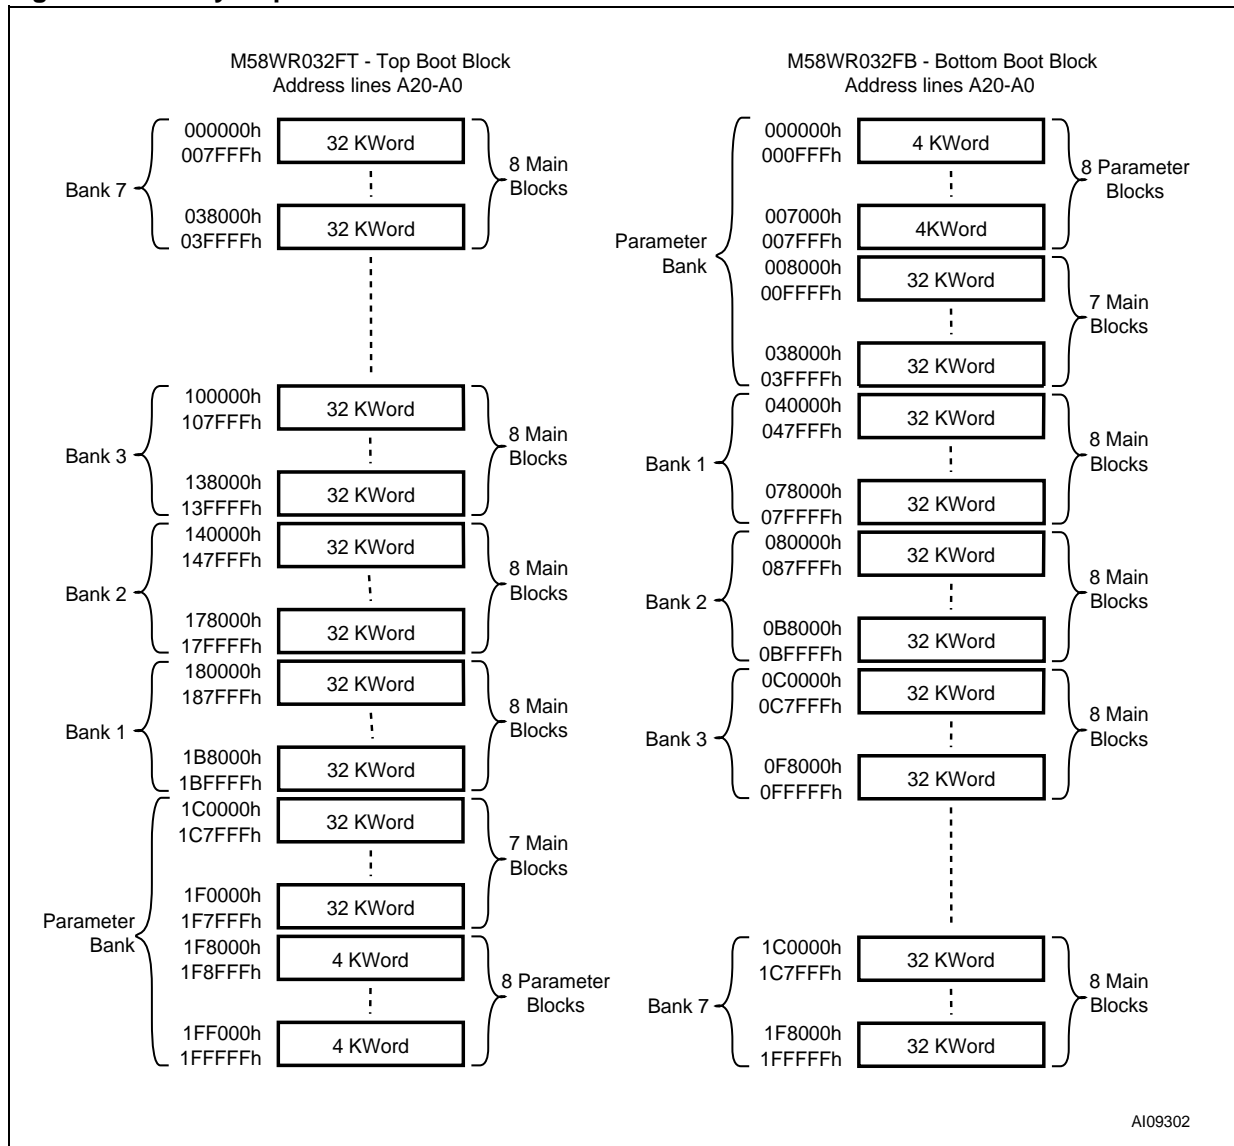 M58WR032FT - Top Boot Block
Address lines A20-A0
000000h
007FFFh
32 KWord
Bank 7
8 Main
Blocks
038000h
03FFFFh
32 KWord
100000h
107FFFh
32 KWord
Bank 3
8 Main
Blocks
138000h
13FFFFh
32 KWord
140000h
147FFFh
32 KWord
Bank 2
8 Main
Blocks
178000h
17FFFFh
32 KWord
180000h
187FFFh
32 KWord
Bank 1
8 Main
Blocks
1B8000h
1BFFFFh
32 KWord
1C0000h
1C7FFFh
32 KWord
7 Main
Blocks
1F0000h
1F7FFFh
32 KWord
Parameter
Bank
1F8000h
1F8FFFh
4 KWord
8 Parameter
Blocks
1FF000h
1FFFFFh
4 KWord
M58WR032FB - Bottom Boot Block
Address lines A20-A0
000000h
000FFFh
4 KWord
8 Parameter
Blocks
007000h
007FFFh
4KWord
Parameter
Bank
008000h
00FFFFh
32 KWord
7 Main
Blocks
038000h
03FFFFh
32 KWord
040000h
047FFFh
32 KWord
Bank 1
8 Main
Blocks
078000h
07FFFFh
32 KWord
080000h
087FFFh
32 KWord
Bank 2
8 Main
Blocks
0B8000h
0BFFFFh
32 KWord
0C0000h
0C7FFFh
32 KWord
Bank 3
8 Main
Blocks
0F8000h
0FFFFFh
32 KWord
1C0000h
1C7FFFh
32 KWord
Bank 7
8 Main
Blocks
1F8000h
1FFFFFh
32 KWord
AI09302